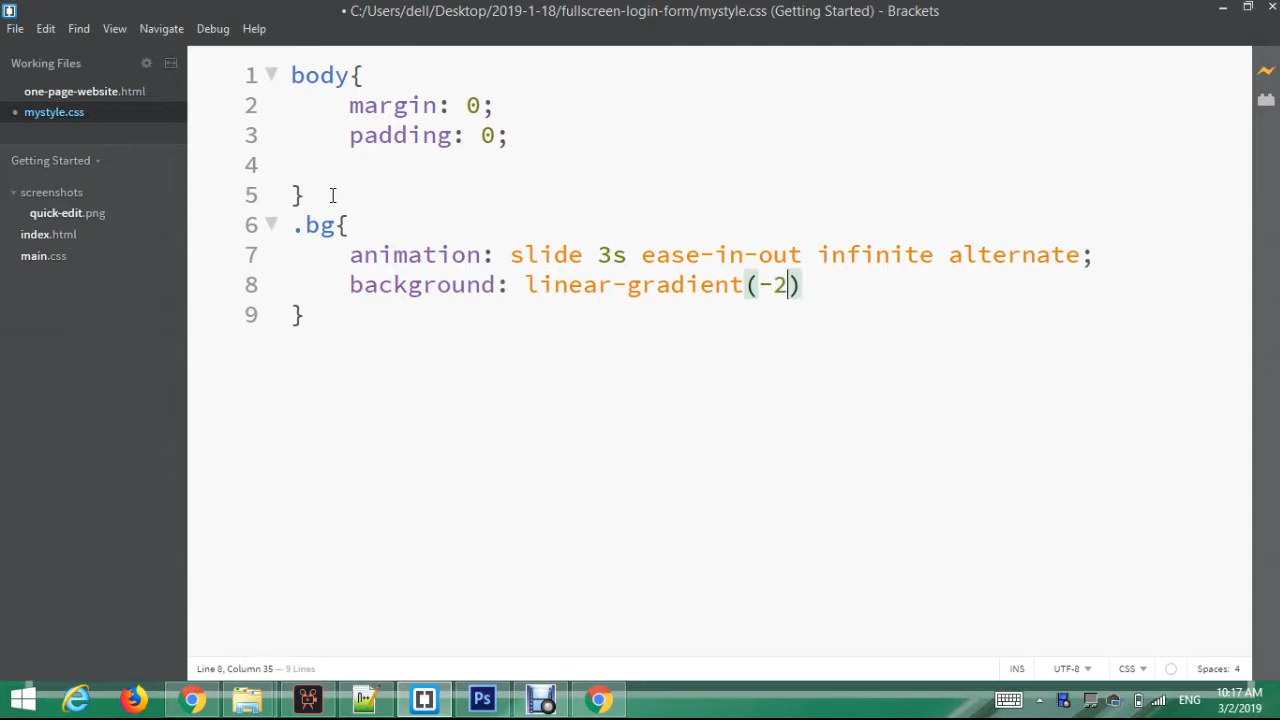 • C:/Users/dell/Desktop/2019-1-18/fullscreen-login-form/mystyle.css (Getting Started) - Brackets
File Edit Find View Navigate Debug Help
Working Files
one-page-website.html
• mystyle.css
Getting Started
screenshots
quick-edit.png
index.html
main.css
1 body{
2 margin: 0;
3 padding: 0;
4
5 }
6 .bg{
7 animation: slide 3s ease-in-out infinite alternate;
8 background: linear-gradient(-2)
9 }
Line 8, Column 35 — 9 Lines
INS UTF-8 CSS Spaces: 4
Ps
ENG
10:17 AM
3/2/2019